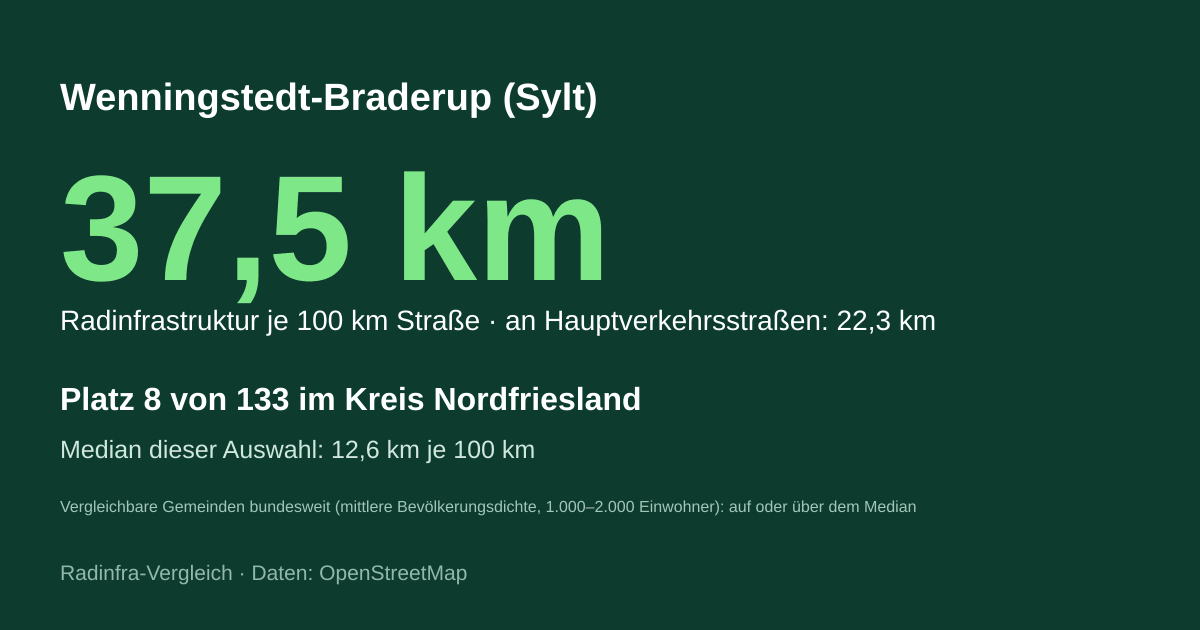 Wenningstedt-Braderup (Sylt)
37,5 km
Radinfrastruktur je 100 km Straße · an Hauptverkehrsstraßen: 22,3 km
Platz 8 von 133 im Kreis Nordfriesland
Median dieser Auswahl: 12,6 km je 100 km
Vergleichbare Gemeinden bundesweit (mittlere Bevölkerungsdichte, 1.000–2.000 Einwohner): auf oder über dem Median
Radinfra-Vergleich · Daten: OpenStreetMap